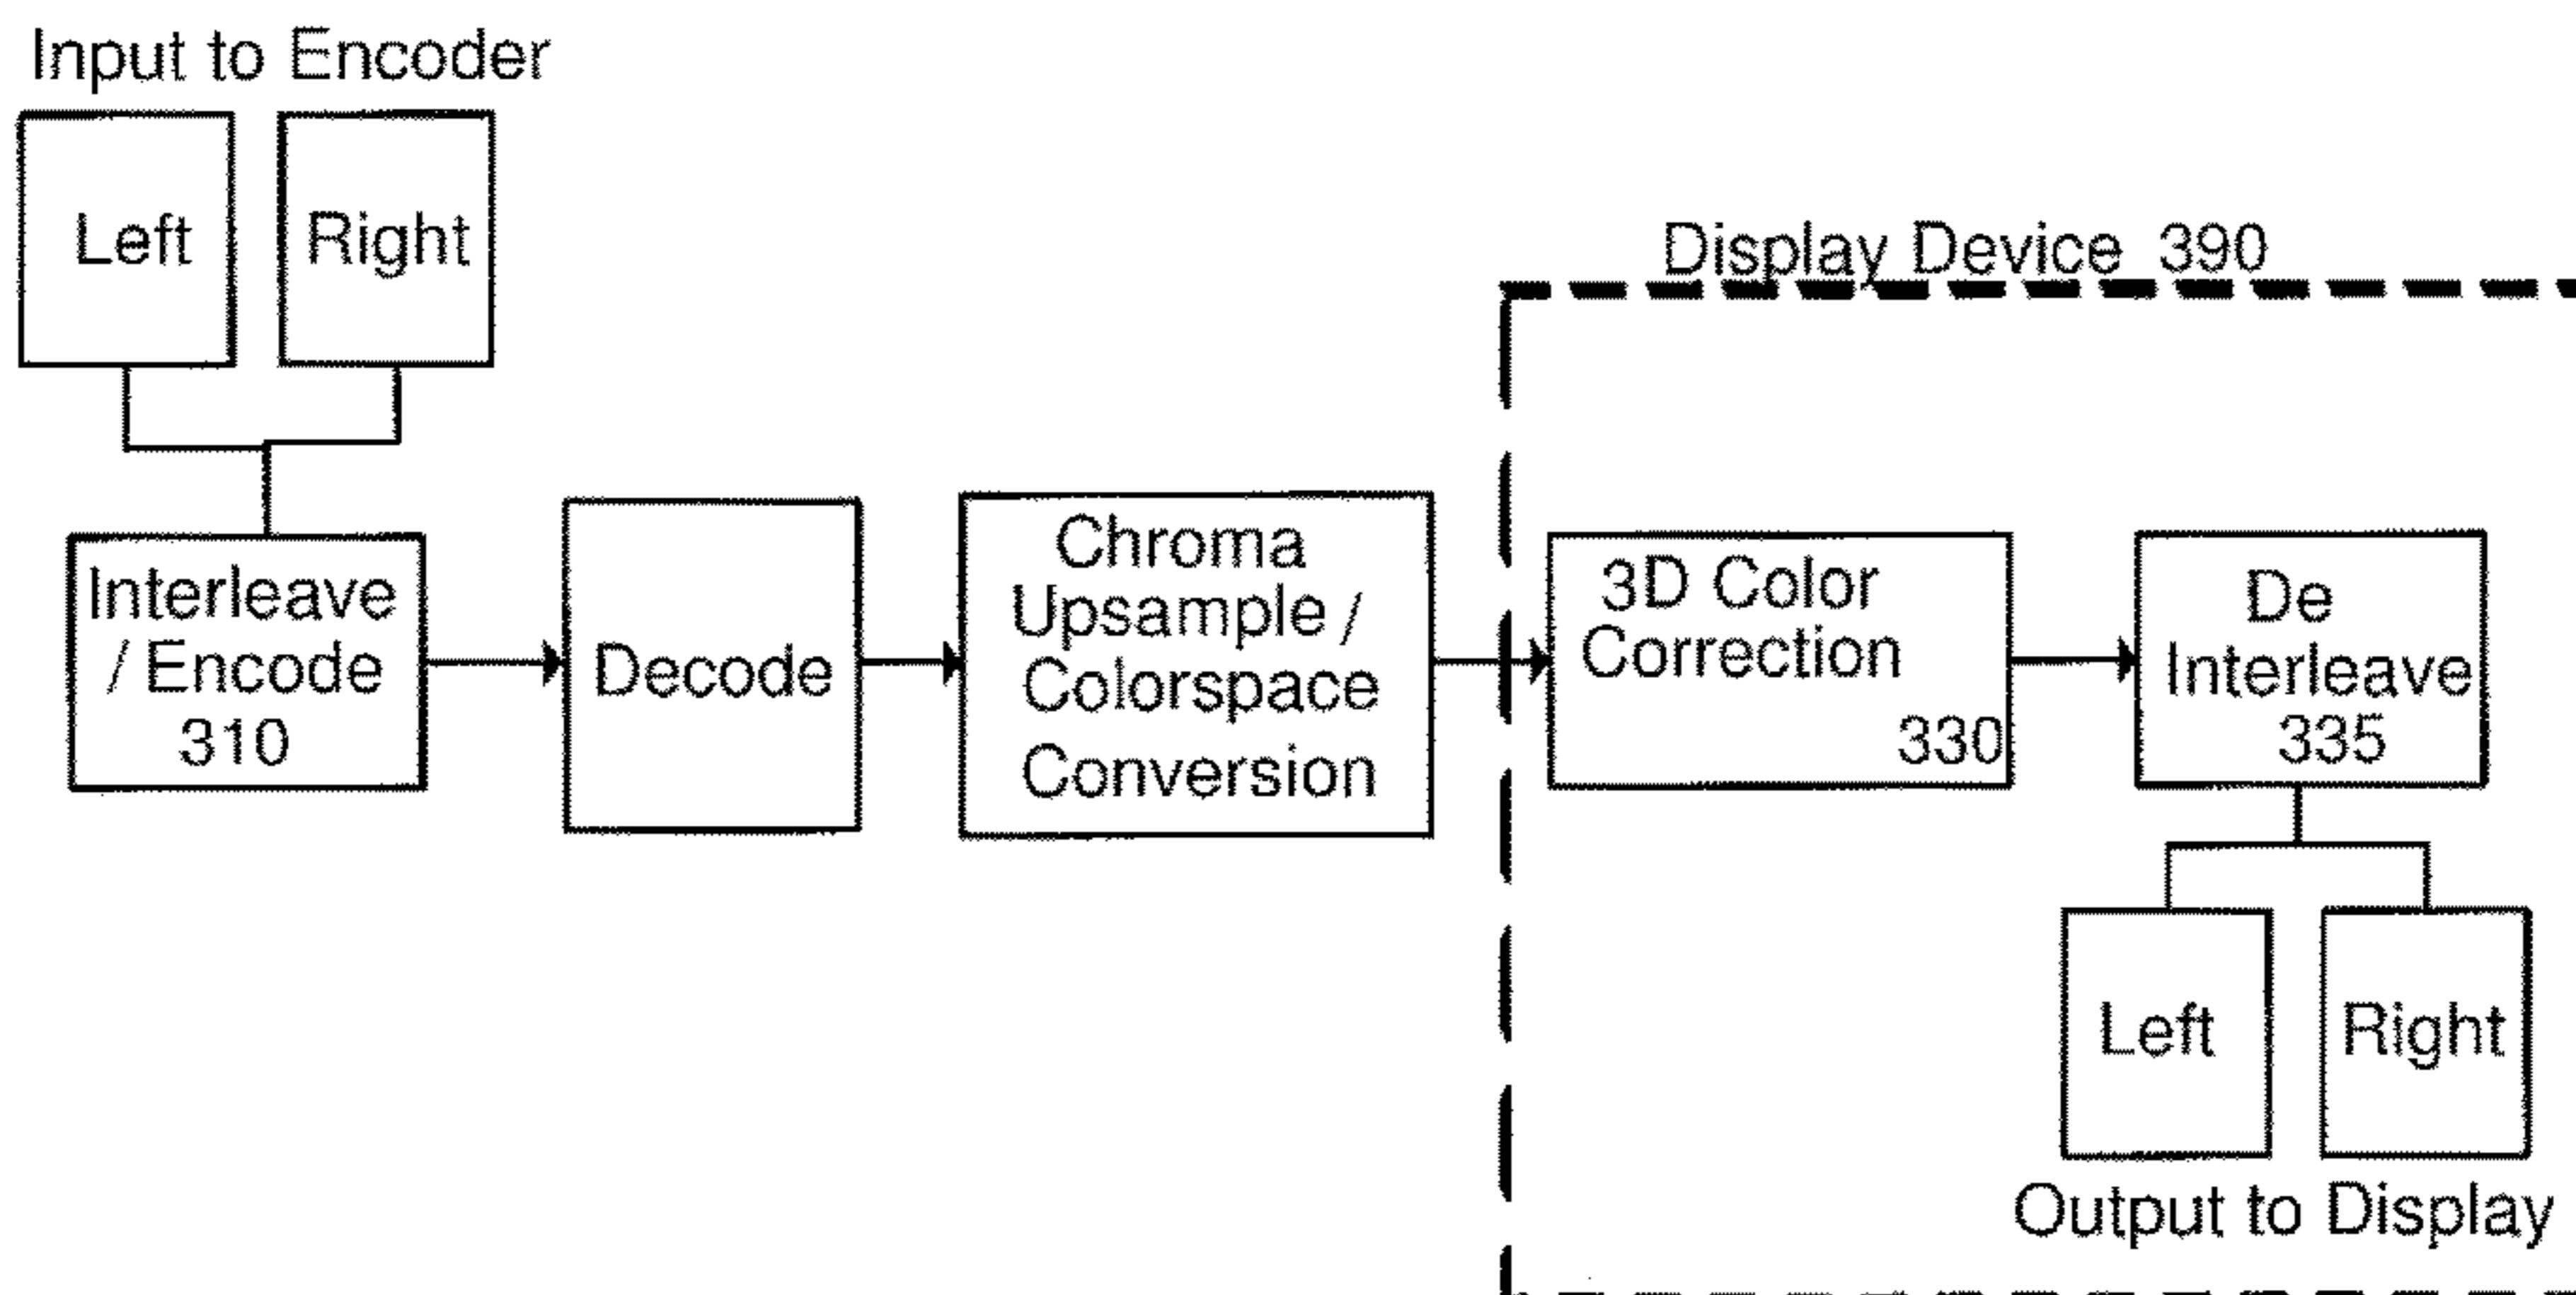 Input to Encoder
Left
Right
Interleave
/ Encode
310
Decode
Chroma
Upsample /
Colorspace
Conversion
Display Device 390
3D Color
Correction
330
De
Interleave
335
Left
Right
Output to Display